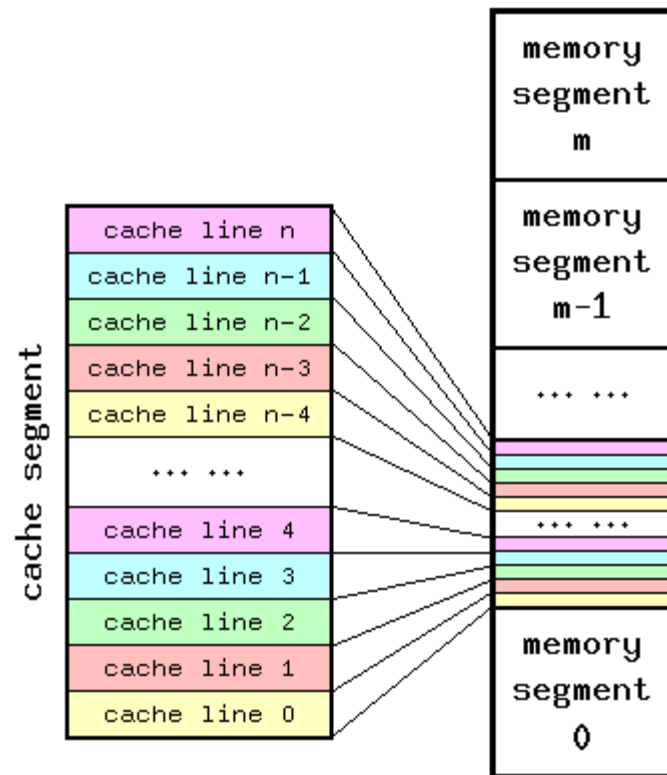 memory
segment
m
memory
segment
m-1
... ...
... ...
memory
segment
0
cache segment
cache line n
cache line n-1
cache line n-2
cache line n-3
cache line n-4
... ...
cache line 4
cache line 3
cache line 2
cache line 1
cache line 0